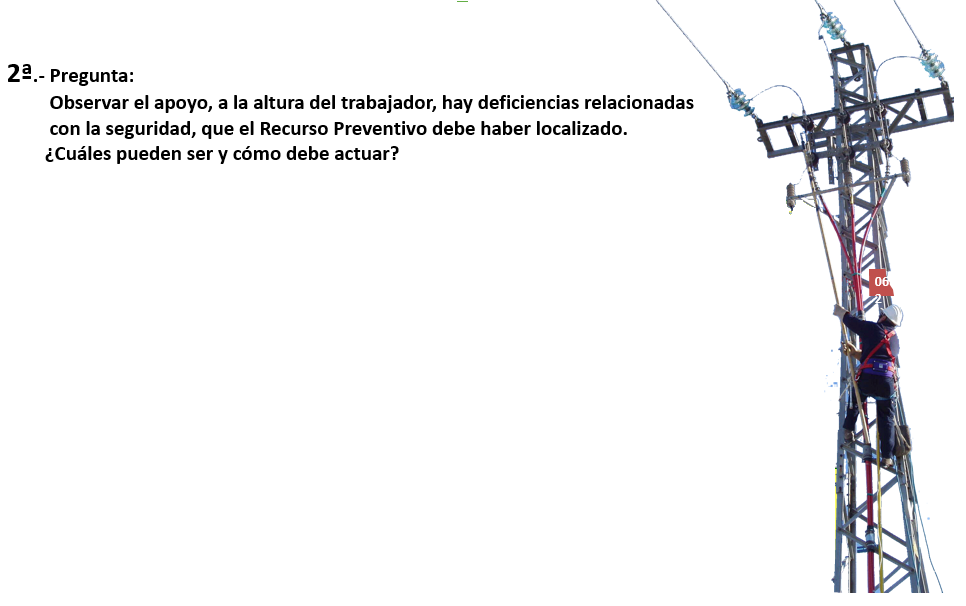 2ª.- Pregunta:
Observar el apoyo, a la altura del trabajador, hay deficiencias relacionadas
con la seguridad, que el Recurso Preventivo debe haber localizado.
¿Cuáles pueden ser y cómo debe actuar?
06
2